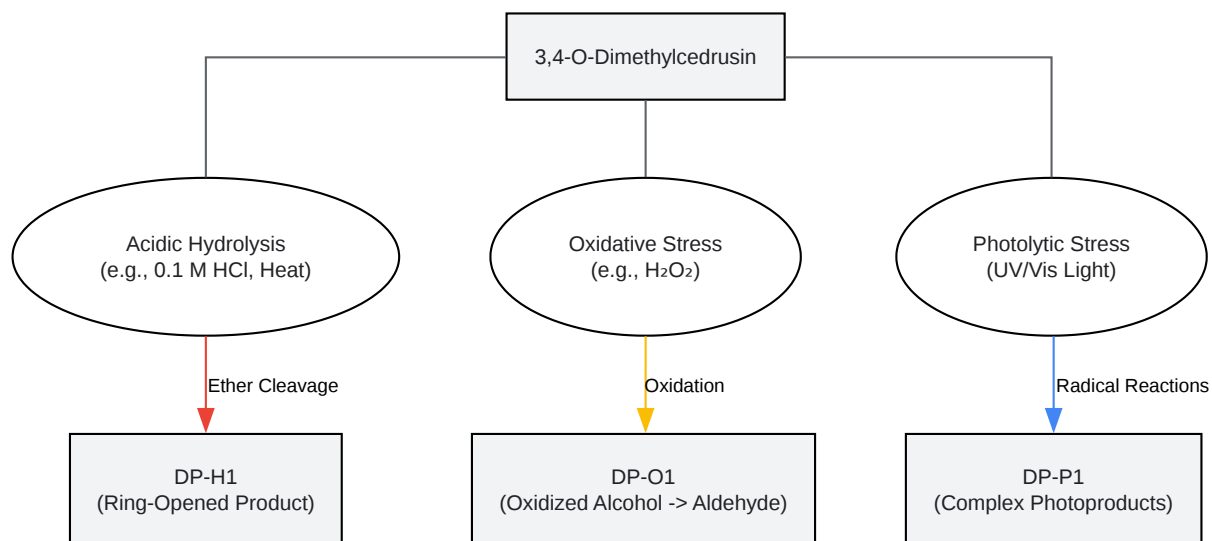 3,4-O-Dimethylcedrusin
Acidic Hydrolysis
(e.g., 0.1 M HCl, Heat)
Oxidative Stress
(e.g., H₂O₂)
Photolytic Stress
(UV/Vis Light)
Ether Cleavage
Oxidation
Radical Reactions
DP-H1
(Ring-Opened Product)
DP-O1
(Oxidized Alcohol -> Aldehyde)
DP-P1
(Complex Photoproducts)